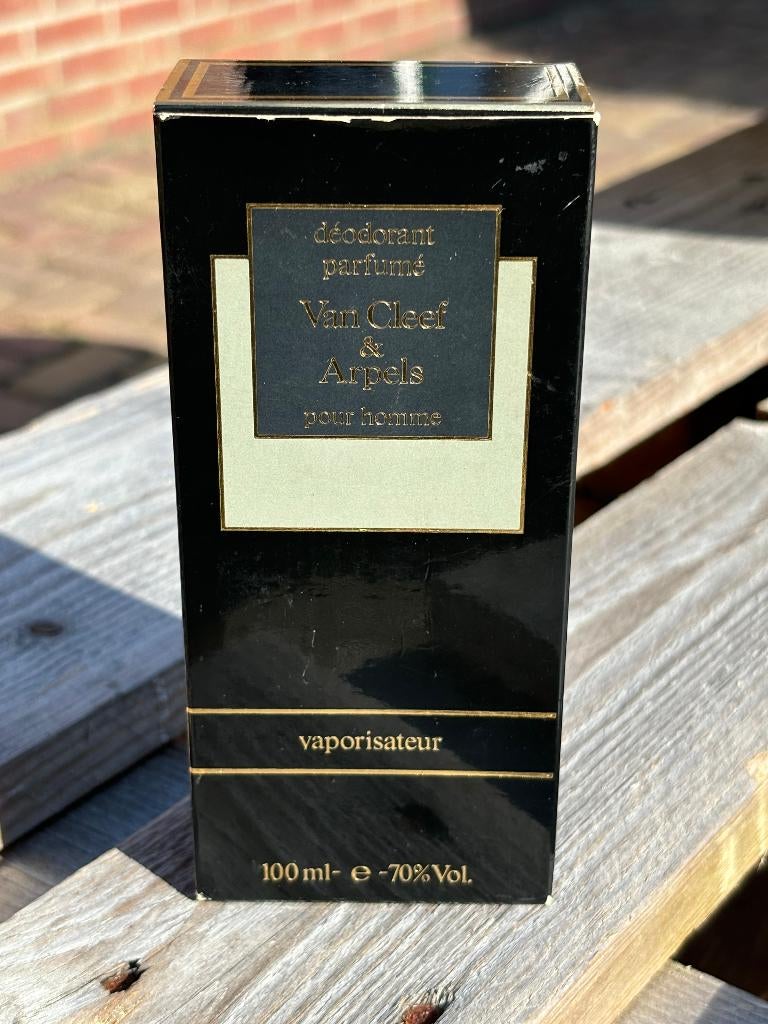 déodorant
parfumé
Van Cleef
&
Arpels
pour homme
vaporisateur
100 ml- ℮ -70% Vol.